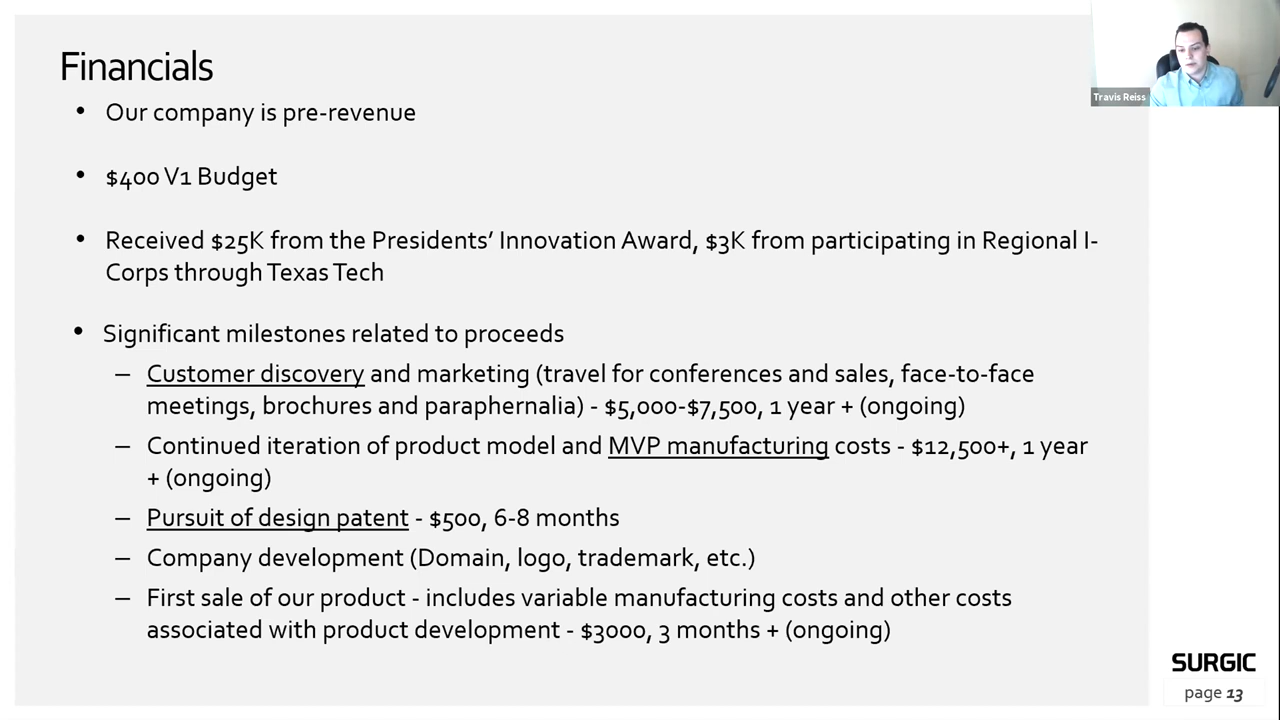 Financials
Travis Reiss
• Our company is pre-revenue
• $400 V1 Budget
• Received $25K from the Presidents' Innovation Award, $3K from participating in Regional I-
Corps through Texas Tech
• Significant milestones related to proceeds
– Customer discovery and marketing (travel for conferences and sales, face-to-face
meetings, brochures and paraphernalia) - $5,000-$7,500, 1 year + (ongoing)
– Continued iteration of product model and MVP manufacturing costs - $12,500+, 1 year
+ (ongoing)
– Pursuit of design patent - $500, 6-8 months
– Company development (Domain, logo, trademark, etc.)
– First sale of our product - includes variable manufacturing costs and other costs
associated with product development - $3000, 3 months + (ongoing)
SURGIC
page 13